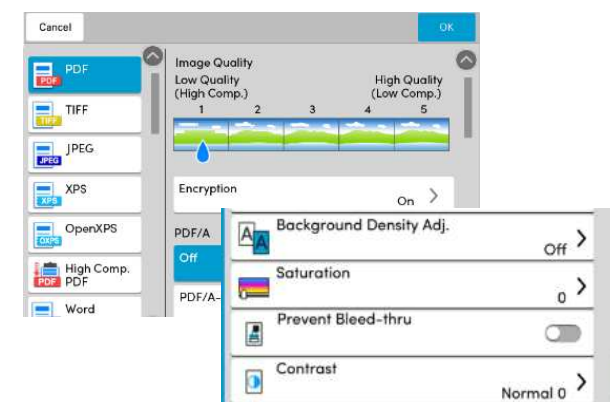 Cancel
OK
PDF
PDF
TIFF
TIFF
JPEG
JPEG
XPS
XPS
OpenXPS
OXPS
High Comp.
PDF
PDF
Word
Image Quality
Low Quality
(High Comp.)
High Quality
(Low Comp.)
1 2 3 4 5
Encryption
On
PDF/A
Off
PDF/A-
Background Density Adj.
Off
Saturation
0
Prevent Bleed-thru
Contrast
Normal 0